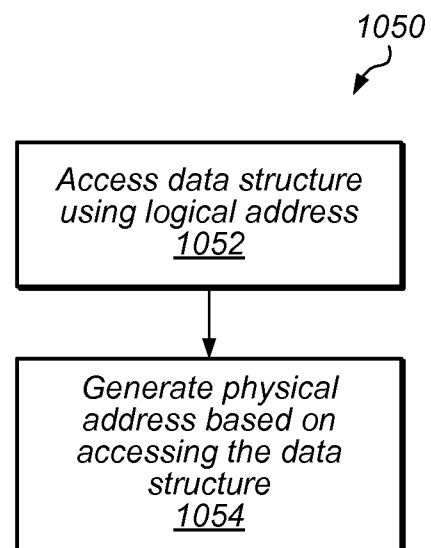 1050
Access data structure
using logical address
1052
Generate physical
address based on
accessing the data
structure
1054